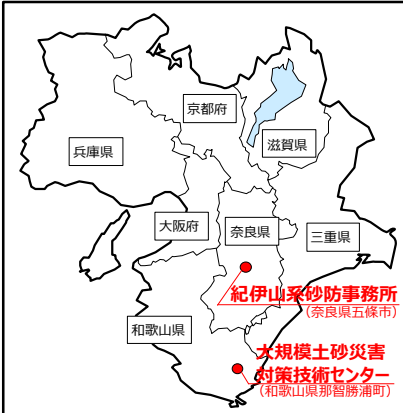 京都府
兵庫県
滋賀県
大阪府
奈良県
三重県
紀伊山系砂防事務所
（奈良県五條市）
和歌山県
大規模土砂災害
対策技術センター
（和歌山県那智勝浦町）